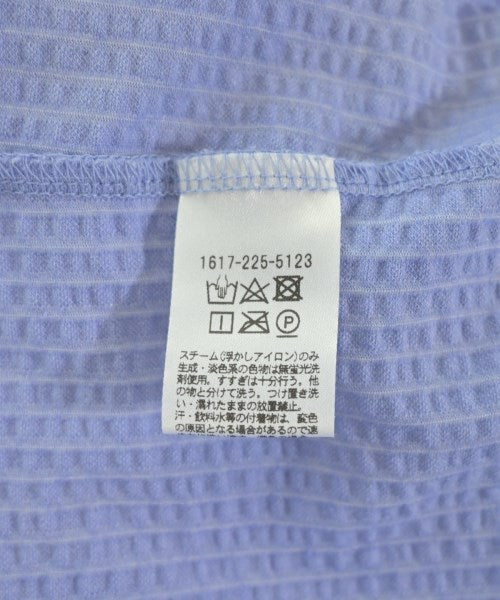 1617-225-5123
P
スチーム(浮かしアイロン)のみ
生成・淡色系の色物は無蛍光洗
剤使用。すすぎは十分行う。他
の物と分けて洗う。つけ置き洗
い・濡れたままの放置禁止。
汗・飲料水等の付着物は、変色
の原因となる場合があるので速